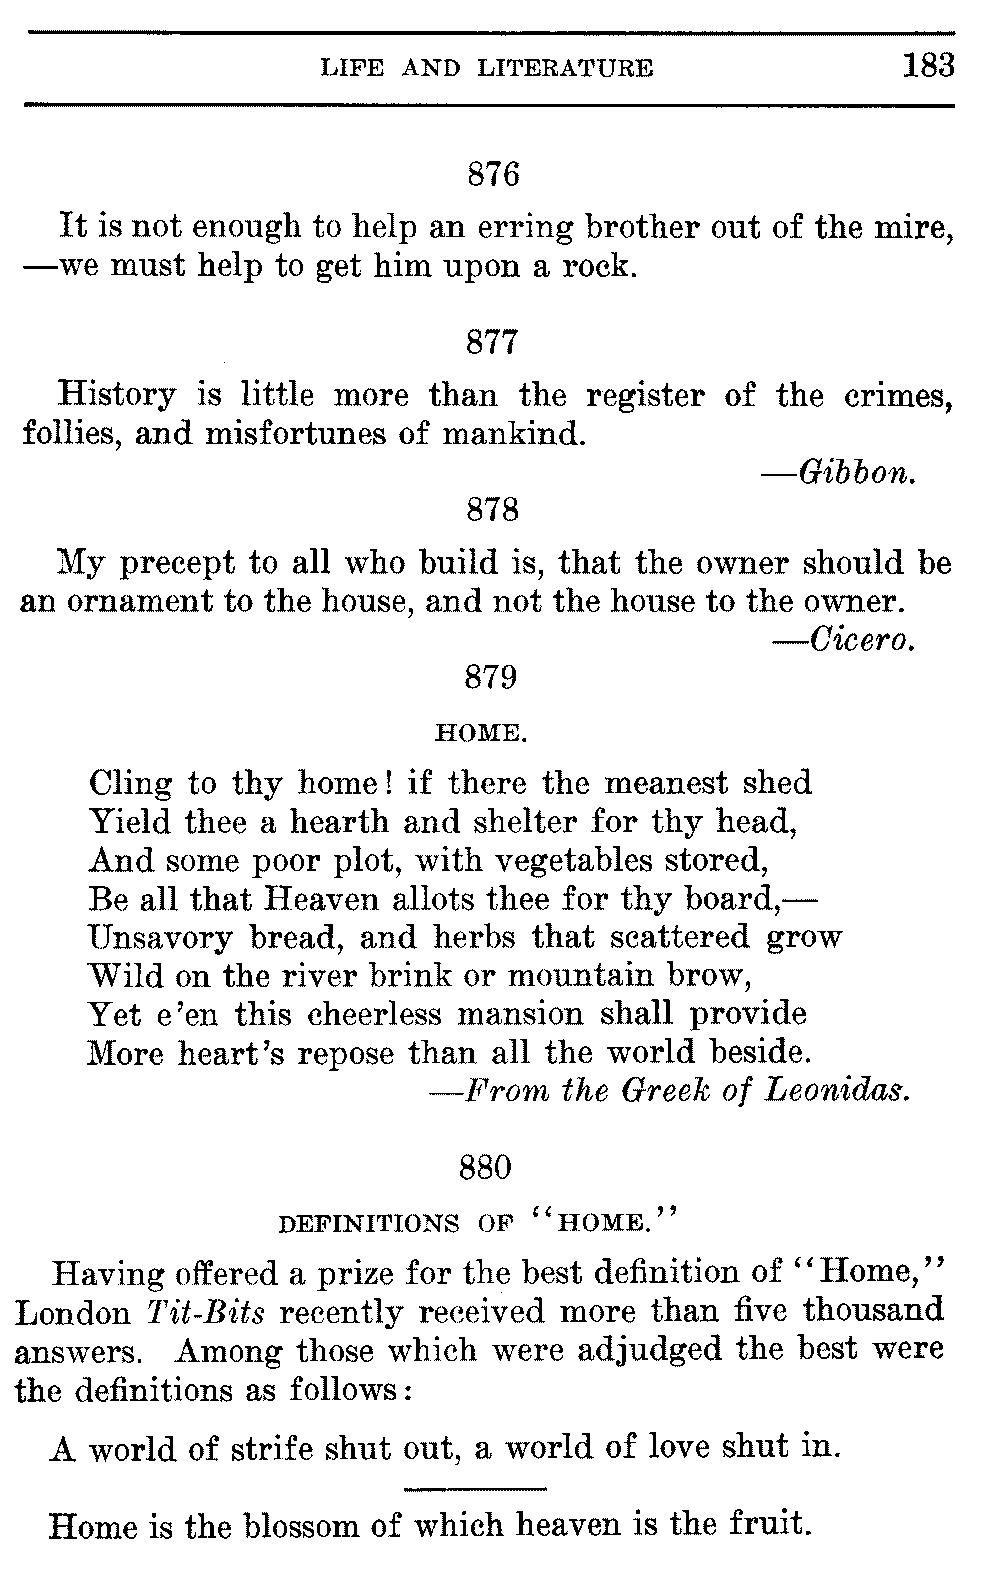 LIFE AND LITERATURE 183
876
It is not enough to help an erring brother out of the mire,
—we must help to get him upon a rock.
877
History is little more than the register of the crimes,
follies, and misfortunes of mankind.
—Gibbon.
878
My precept to all who build is, that the owner should be
an ornament to the house, and not the house to the owner.
—Cicero.
879
HOME.
Cling to thy home! if there the meanest shed
Yield thee a hearth and shelter for thy head,
And some poor plot, with vegetables stored,
Be all that Heaven allots thee for thy board,—
Unsavory bread, and herbs that scattered grow
Wild on the river brink or mountain brow,
Yet e'en this cheerless mansion shall provide
More heart's repose than all the world beside.
—From the Greek of Leonidas.
880
DEFINITIONS OF "HOME."
Having offered a prize for the best definition of "Home,"
London Tit-Bits recently received more than five thousand
answers. Among those which were adjudged the best were
the definitions as follows:
A world of strife shut out, a world of love shut in.
Home is the blossom of which heaven is the fruit.